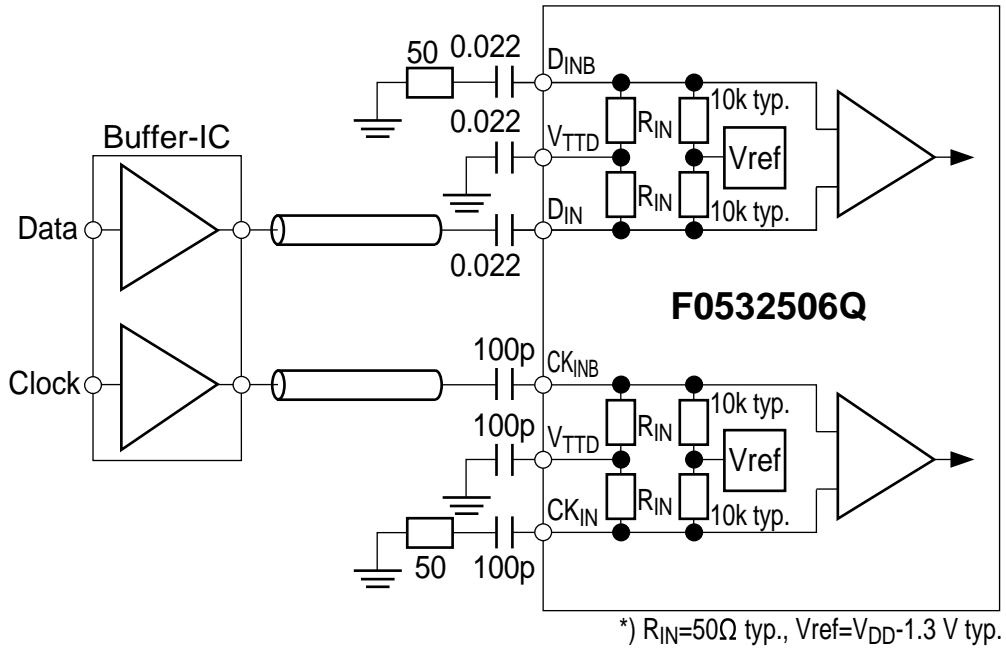 50 0.022
DINB
10k typ.
RIN
0.022
VTTD
Vref
Buffer-IC
RIN
10k typ.
DIN
Data
0.022
F0532506Q
Clock
100p
CKINB
10k typ.
RIN
100p
VTTD
Vref
RIN
10k typ.
CKIN
50
100p
*) RIN=50Ω typ., Vref=VDD-1.3 V typ.